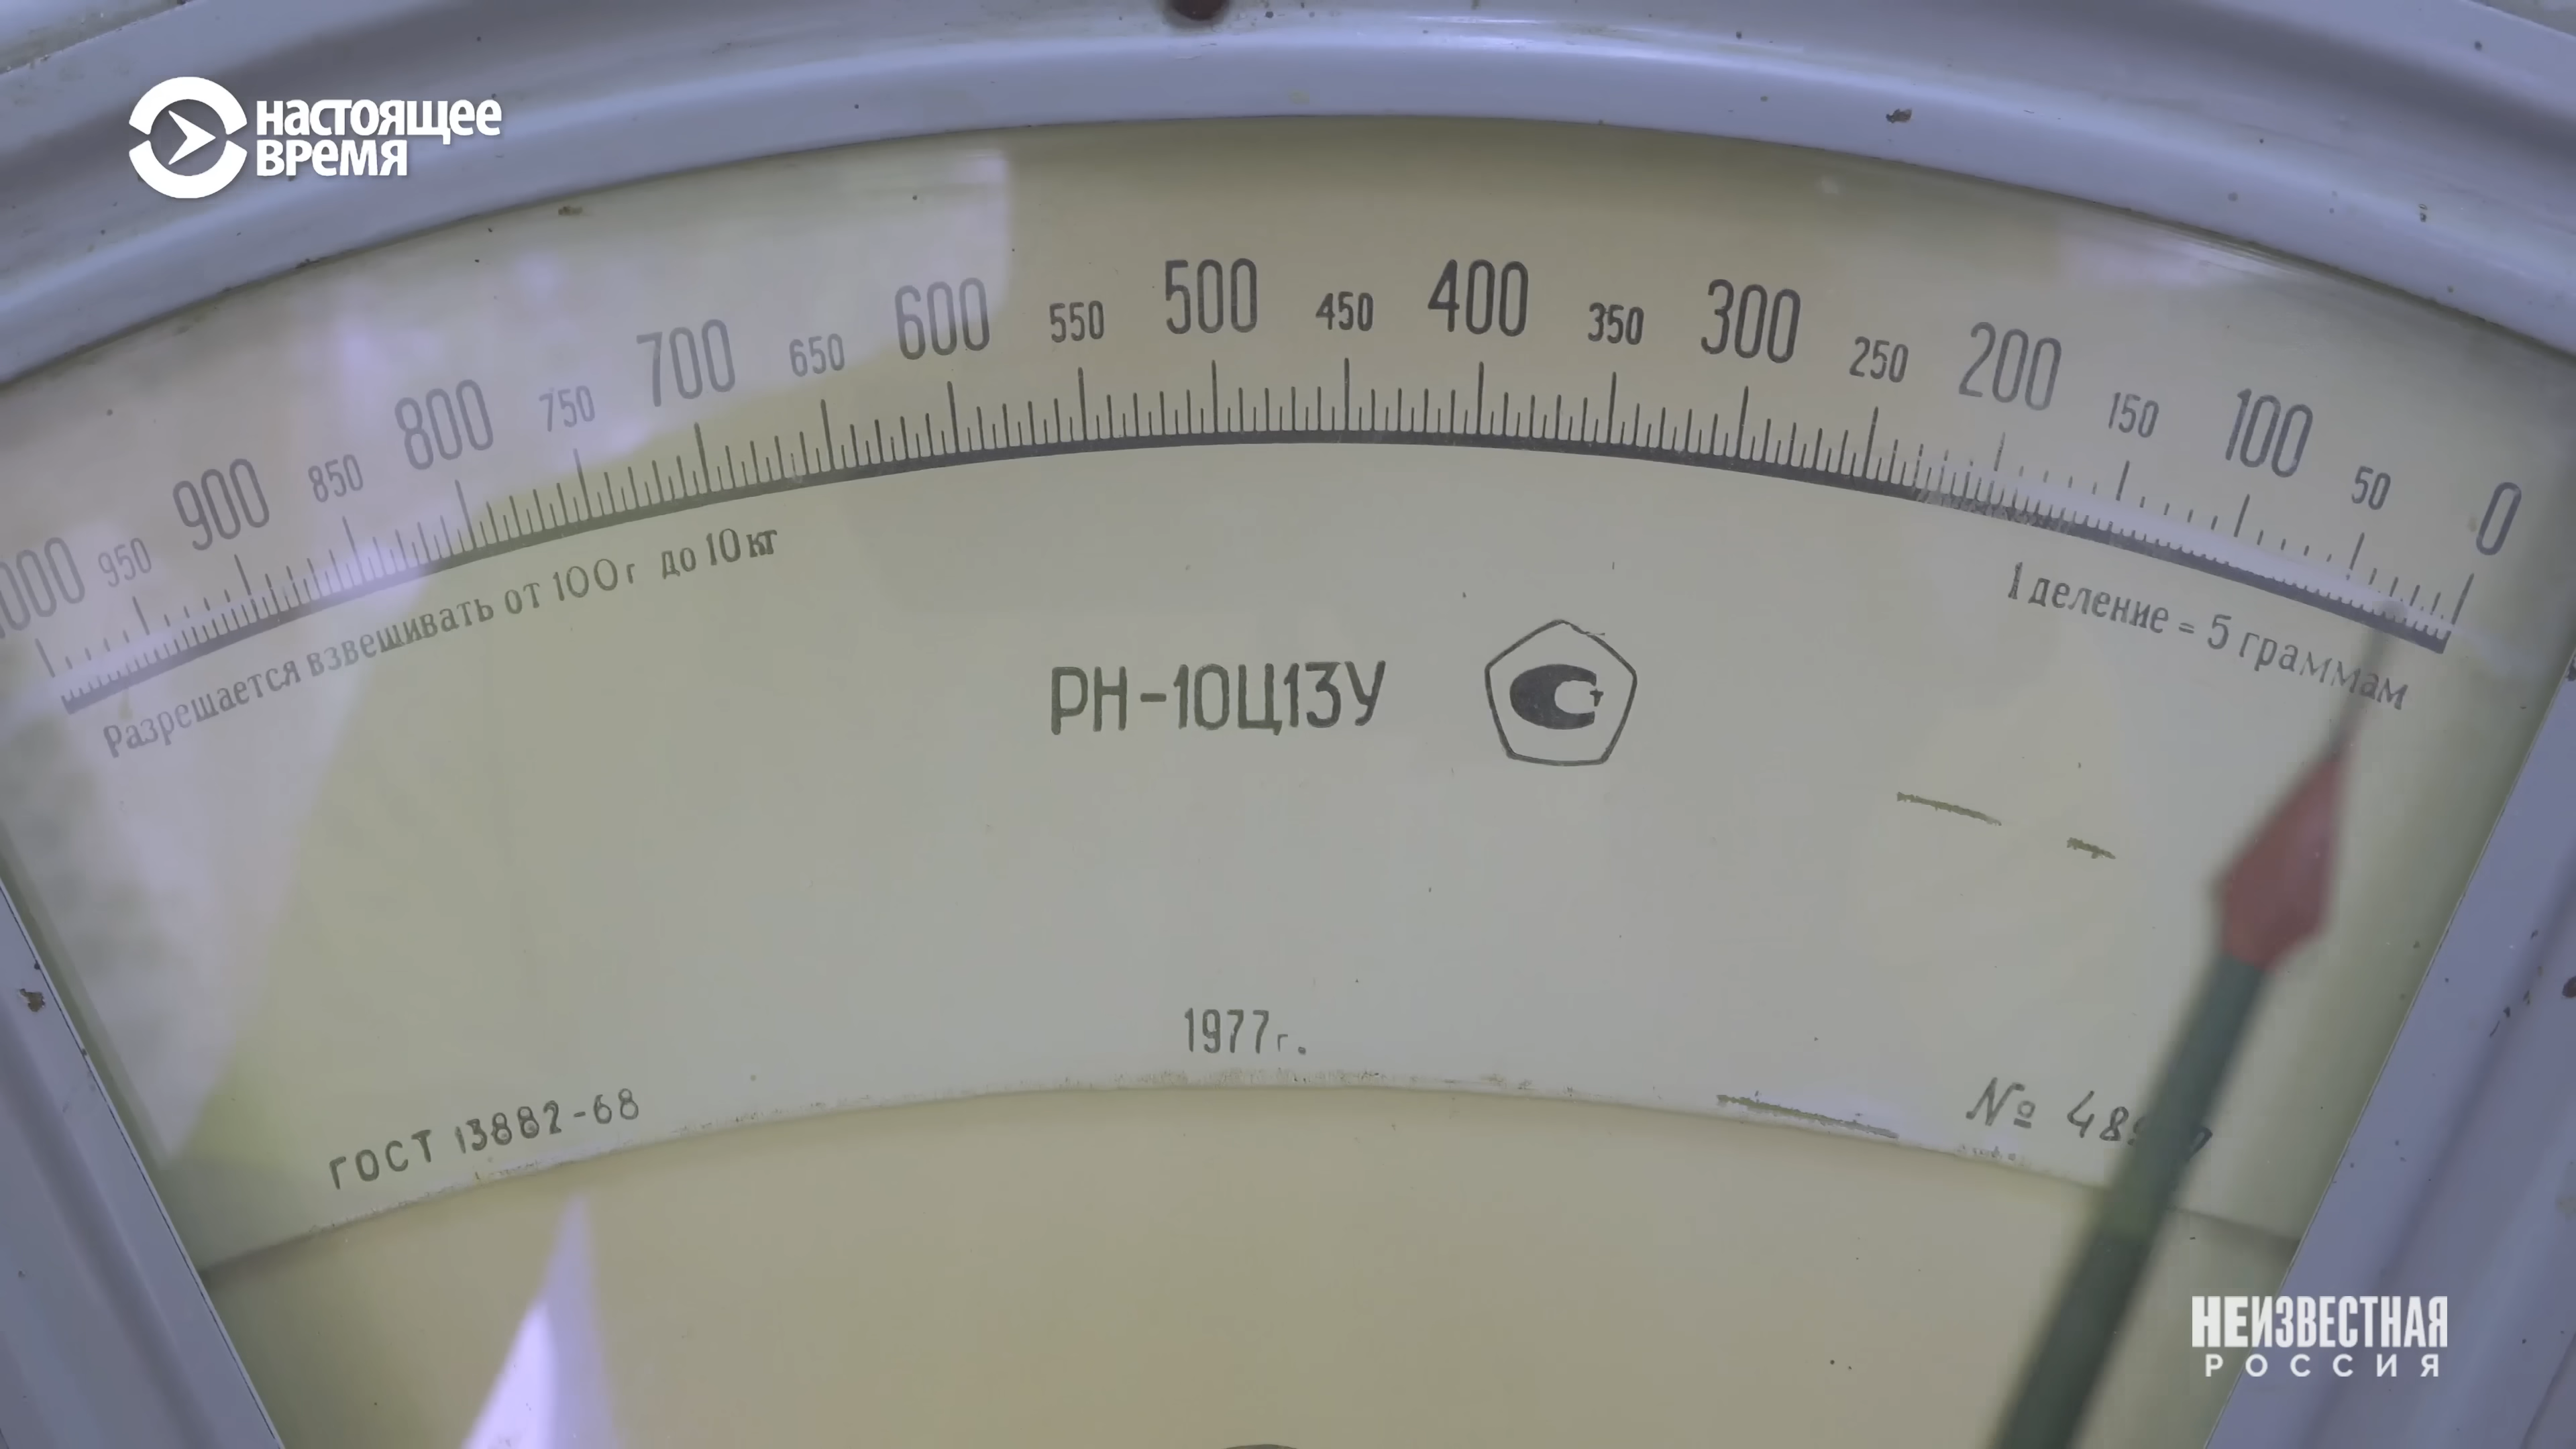 настоящее
время
1000 950 900 850 800 750 700 650 600 550 500 450 400 350 300 250 200 150 100 50 0
Разрешается взвешивать от 100г до 10кг
1 деление = 5 граммам
РН-10Ц13У
1977г.
ГОСТ 13882-68
№
НЕИЗВЕСТНАЯ
РОССИЯ